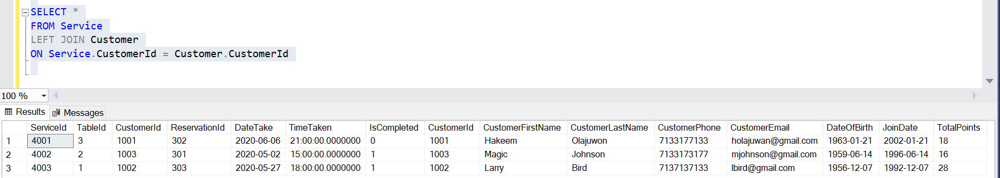 SELECT *
FROM Service
LEFT JOIN Customer
ON Service.CustomerId = Customer.CustomerId
100 %
Results Messages
ServiceId TableId CustomerId ReservationId DateTake TimeTaken IsCompleted CustomerId CustomerFirstName CustomerLastName CustomerPhone CustomerEmail DateOfBirth JoinDate TotalPoints
1 4001 3 1001 302 2020-06-06 21:00:00.0000000 0 1001 Hakeem Olajuwon 7133177133 holajuwan@gmail.com 1963-01-21 2002-01-21 18
2 4002 2 1003 301 2020-05-02 15:00:00.0000000 1 1003 Magic Johnson 7133173177 mjohnson@gmail.com 1959-06-14 1996-06-14 16
3 4003 1 1002 303 2020-05-27 18:00:00.0000000 1 1002 Larry Bird 7137137133 lbird@gmail.com 1956-12-07 1992-12-07 28